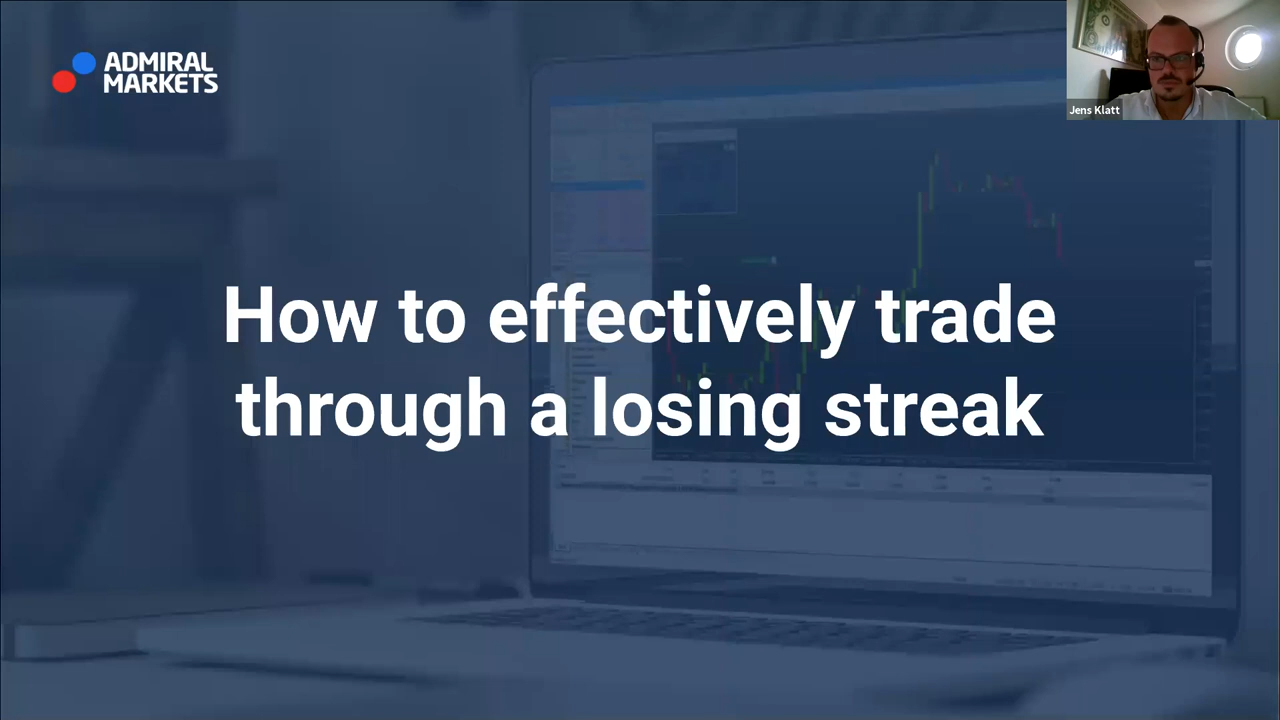 ADMIRAL
MARKETS
Jens Klatt
How to effectively trade
through a losing streak